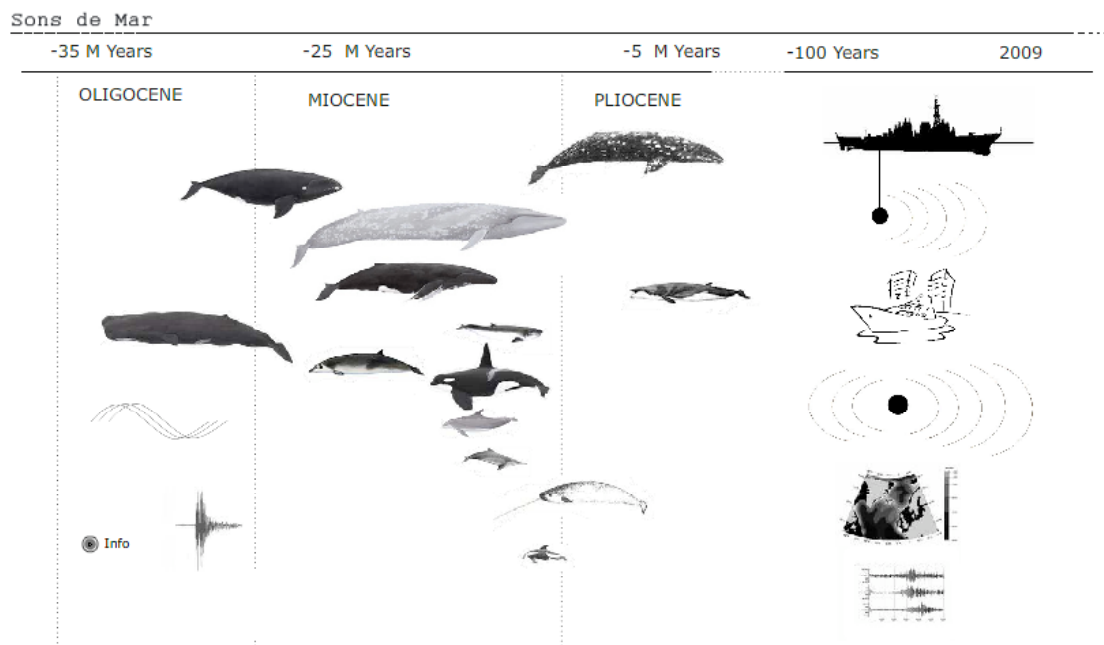 Sons de Mar
-35 M Years -25 M Years -5 M Years -100 Years 2009
OLIGOCENE MIOCENE PLIOCENE
Info